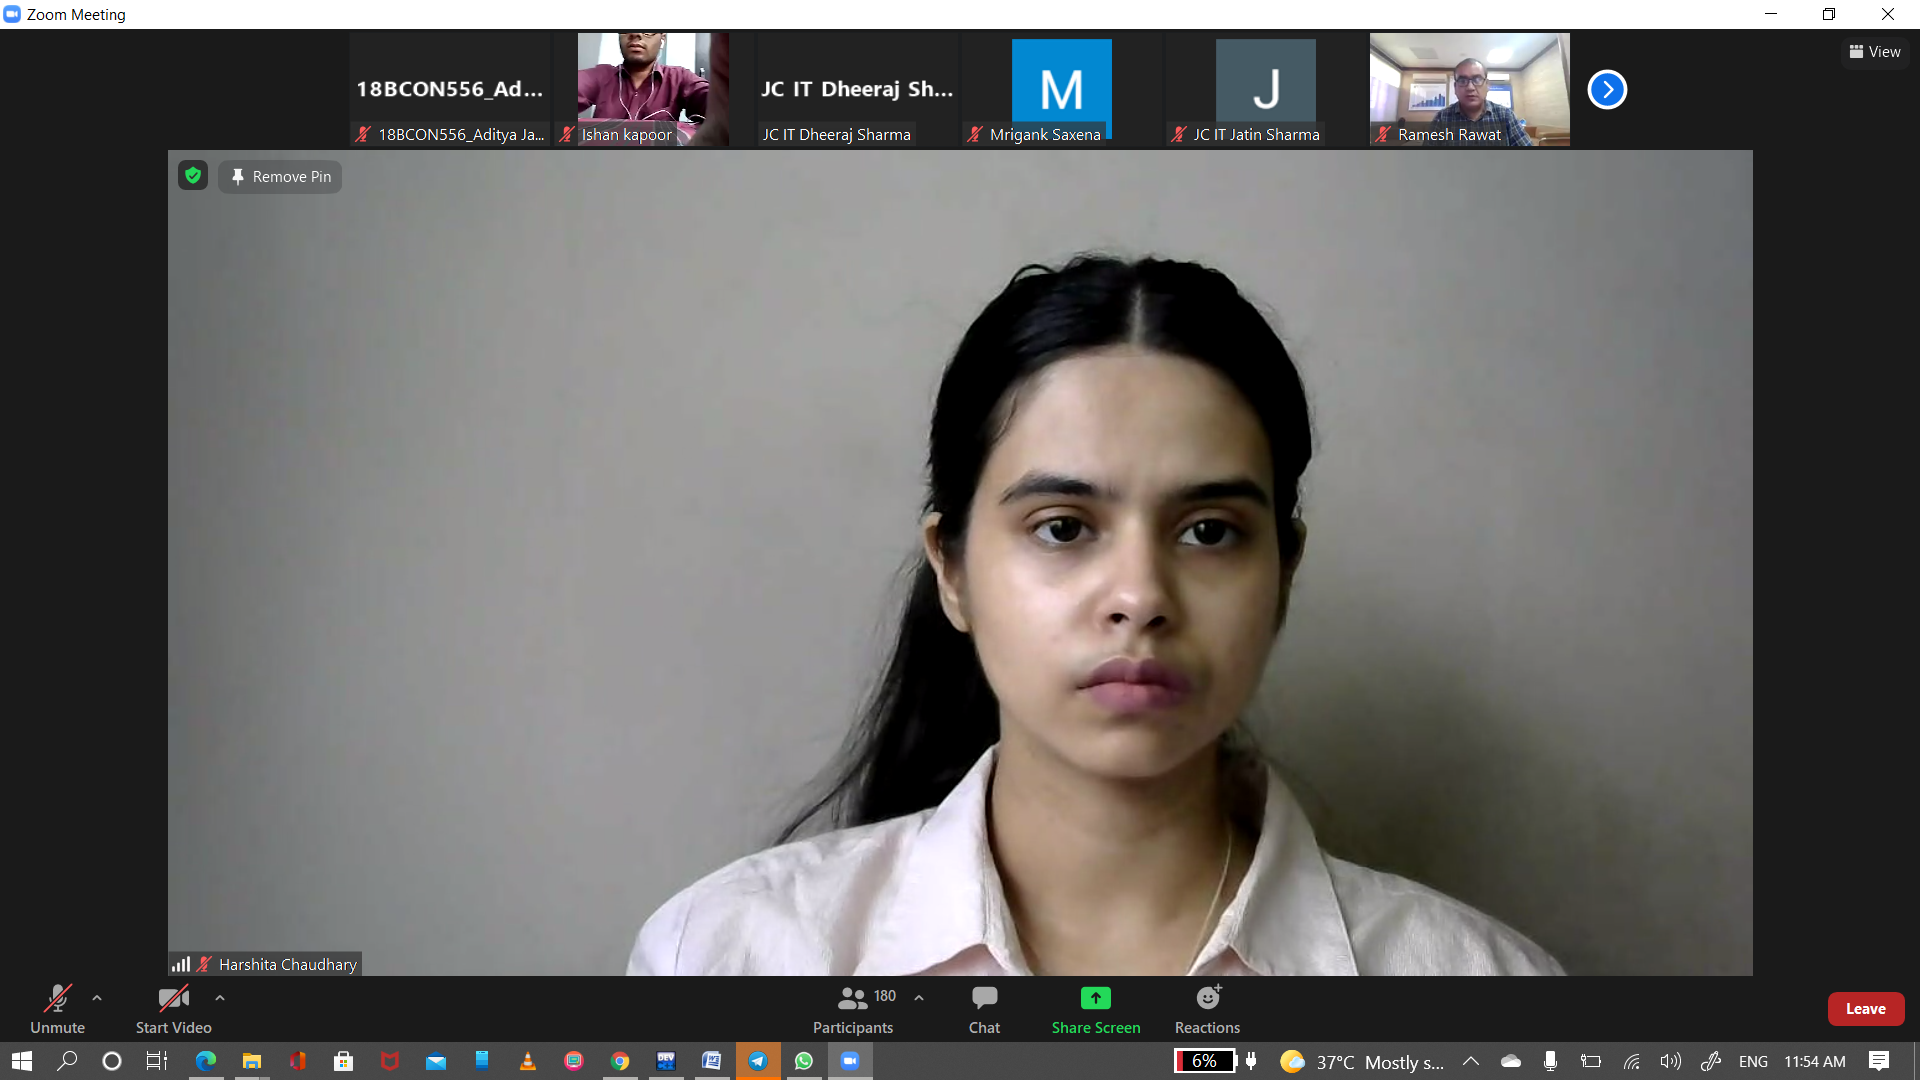 Zoom Meeting
View
18BCON556_Ad...
JC IT Dheeraj Sh...
M
J
18BCON556_Aditya Ja...
Ishan kapoor
JC IT Dheeraj Sharma
Mrigank Saxena
JC IT Jatin Sharma
Ramesh Rawat
Remove Pin
Harshita Chaudhary
180
Unmute
Start Video
Participants
Chat
Share Screen
Reactions
Leave
DEV
6%
37°C Mostly s...
ENG
11:54 AM